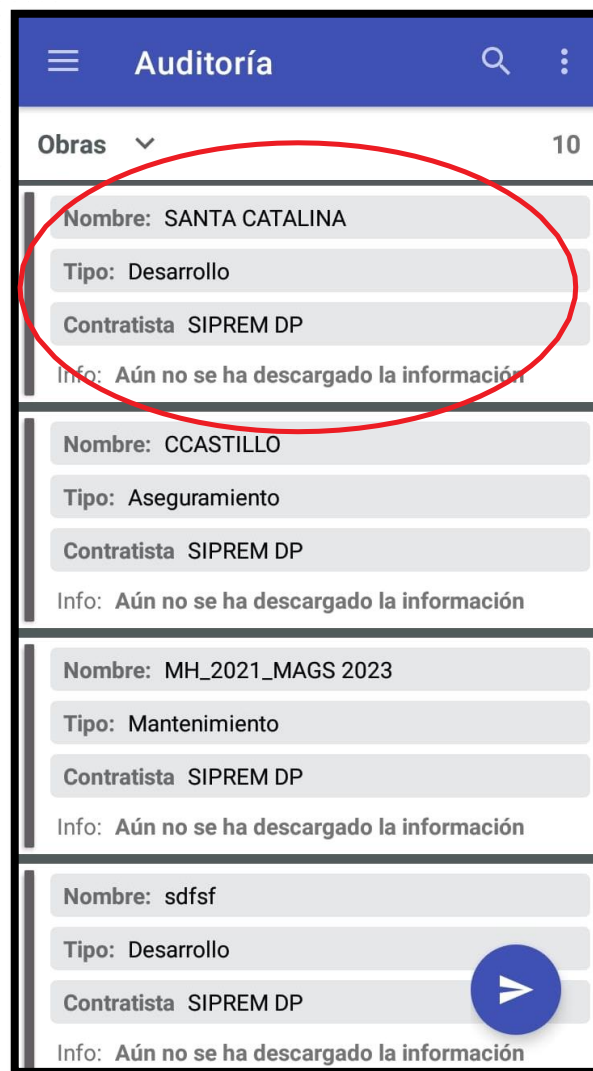 Auditoría
Obras 10
Nombre: SANTA CATALINA
Tipo: Desarrollo
Contratista SIPREM DP
Info: Aún no se ha descargado la información
Nombre: CCASTILLO
Tipo: Aseguramiento
Contratista SIPREM DP
Info: Aún no se ha descargado la información
Nombre: MH_2021_MAGS 2023
Tipo: Mantenimiento
Contratista SIPREM DP
Info: Aún no se ha descargado la información
Nombre: sdfsf
Tipo: Desarrollo
Contratista SIPREM DP
Info: Aún no se ha descargado la información